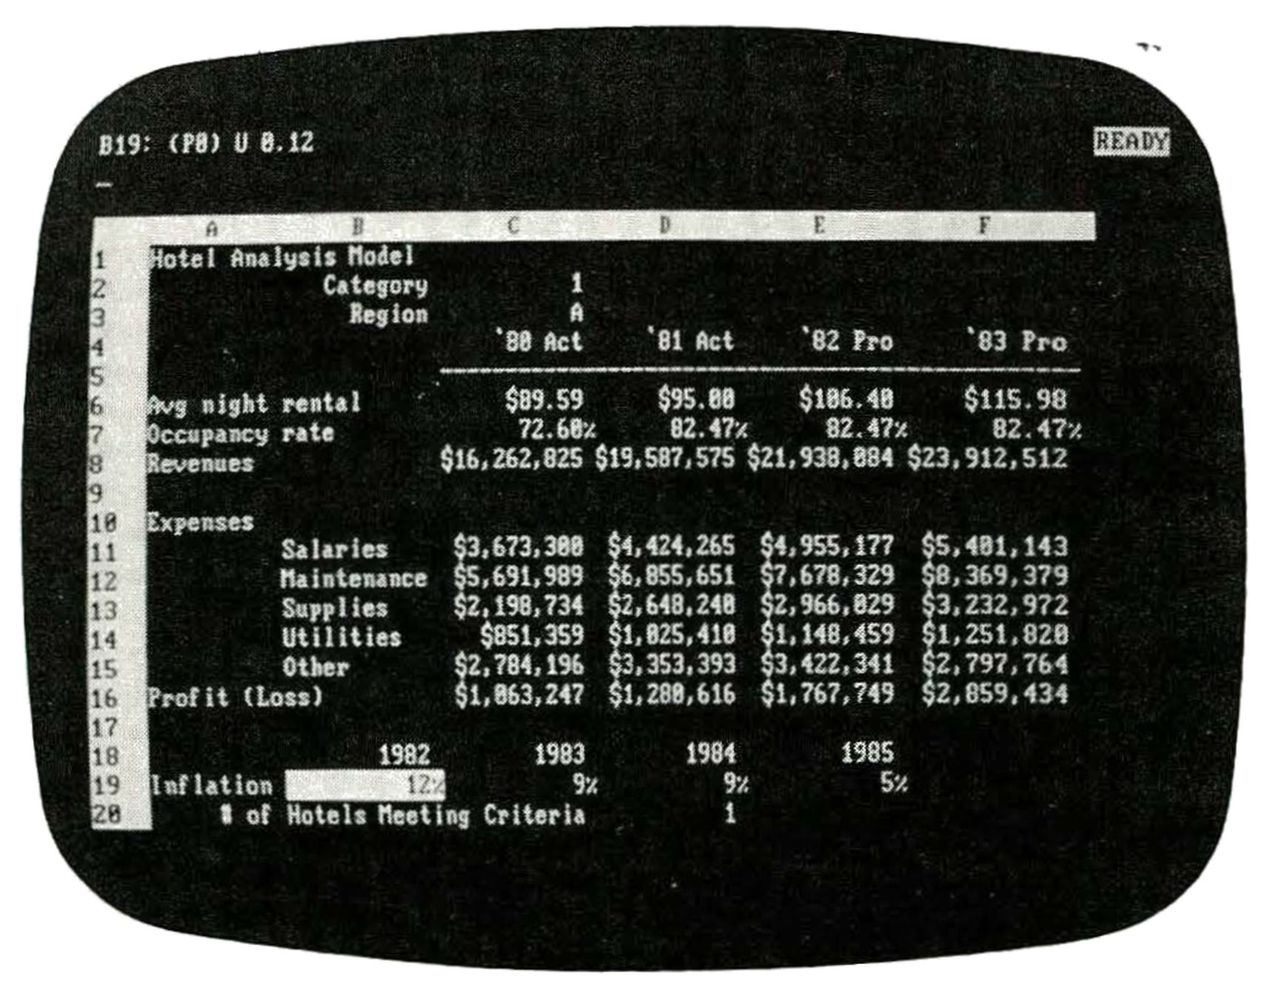 B19: (P0) U 0.12 READY
A B C D E F
1 Hotel Analysis Model
2 Category 1
3 Region A
4 '80 Act '81 Act '82 Pro '83 Pro
5
6 Avg night rental $89.59 $95.00 $106.40 $115.98
7 Occupancy rate 72.60% 82.47% 82.47% 82.47%
8 Revenues $16,262,825 $19,587,575 $21,938,084 $23,912,512
9
10 Expenses
11 Salaries $3,673,300 $4,424,265 $4,955,177 $5,401,143
12 Maintenance $5,691,989 $6,855,651 $7,678,329 $8,369,379
13 Supplies $2,198,734 $2,648,240 $2,966,029 $3,232,972
14 Utilities $851,359 $1,025,410 $1,148,459 $1,251,820
15 Other $2,784,196 $3,353,393 $3,422,341 $2,797,764
16 Profit (Loss) $1,063,247 $1,280,616 $1,767,749 $2,859,434
17
18 1982 1983 1984 1985
19 Inflation 12% 9% 9% 5%
20 # of Hotels Meeting Criteria 1